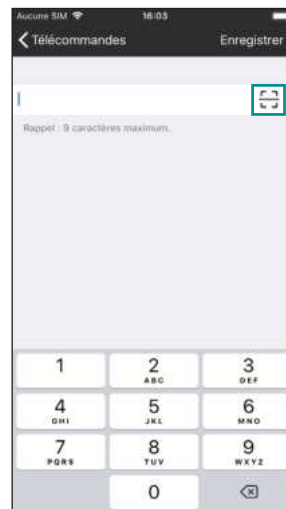 Aucune SIM 16:03
Télécommandes Enregistrer
Rappel : 9 caractères maximum.
1 2 3
ABC DEF
4 5 6
GHI JKL MNO
7 8 9
PQRS TUV WXYZ
0